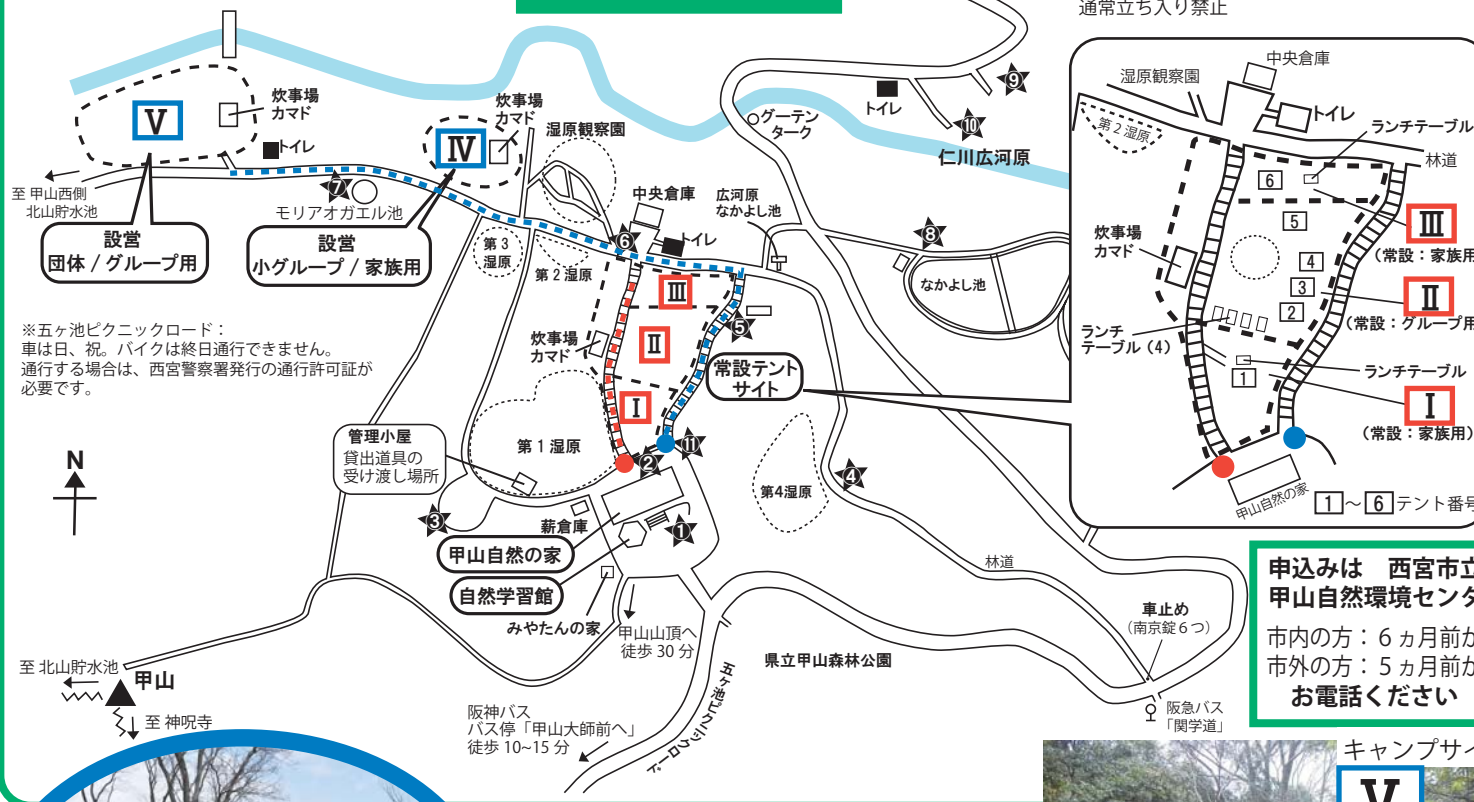 通常立ち入り禁止
Ⅴ
炊事場
カマド
トイレ
Ⅳ
炊事場
カマド
湿原観察園
グーテン
ターク
トイレ
⑨
⑩
仁川広河原
至 甲山西側
北山貯水池
⑦
モリアオガエル池
設営
団体 / グループ用
設営
小グループ / 家族用
第3
湿原
第2湿原
⑥
中央倉庫
トイレ
広河原
なかよし池
⑧
なかよし池
※五ヶ池ピクニックロード：
車は日、祝。バイクは終日通行できません。
通行する場合は、西宮警察署発行の通行許可証が
必要です。
炊事場
カマド
Ⅲ
Ⅱ
Ⅰ
⑤
常設テント
サイト
管理小屋
貸出道具の
受け渡し場所
第1湿原
②
⑪
第4湿原
④
N
③
薪倉庫
①
甲山自然の家
自然学習館
みやたんの家
甲山山頂へ
徒歩 30 分
林道
車止め
（南京錠６つ）
県立甲山森林公園
五ヶ池ピクニックロード
至 北山貯水池
甲山
至 神呪寺
阪神バス
バス停「甲山大師前へ」
徒歩 10~15 分
阪急バス
「関学道」
中央倉庫
湿原観察園
トイレ
第2湿原
ランチテーブル
林道
6
5
Ⅲ
（常設：家族用
炊事場
カマド
4
3
2
Ⅱ
（常設：グループ用
ランチ
テーブル（4）
ランチテーブル
1
Ⅰ
（常設：家族用）
甲山自然の家
1～6テント番号
申込みは　西宮市立
甲山自然環境センタ
市内の方：６ヵ月前か
市外の方：５ヵ月前か
お電話ください
キャンプサイ
Ⅴ